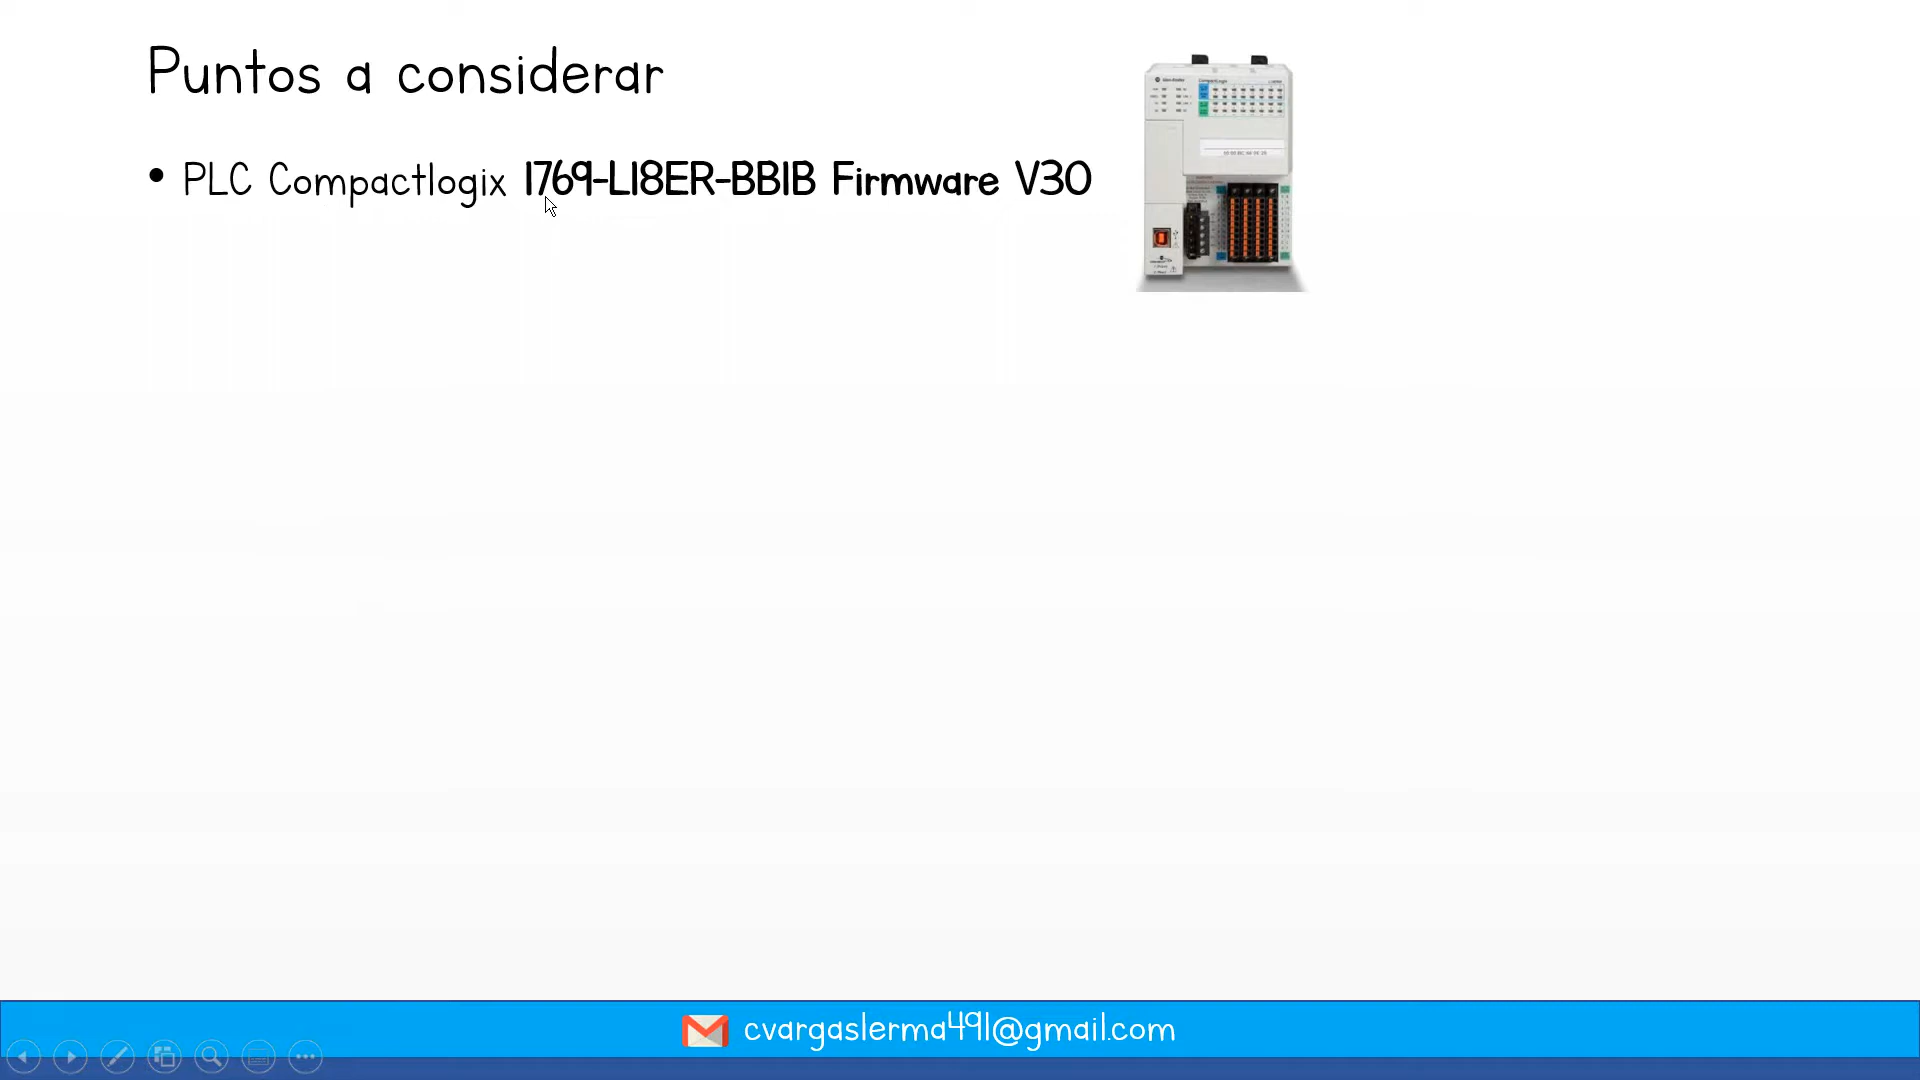 Puntos a considerar
• PLC Compactlogix 1769-L18ER-BB1B Firmware V30
cvargaslerma491@gmail.com